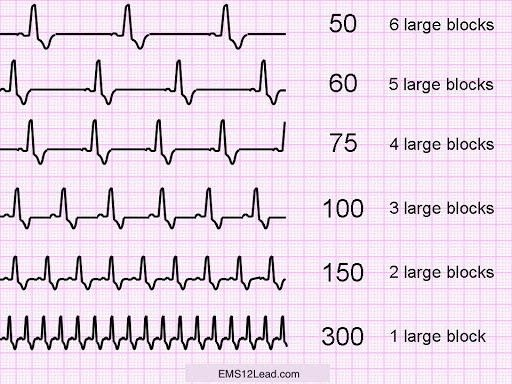 50 6 large blocks
60 5 large blocks
75 4 large blocks
100 3 large blocks
150 2 large blocks
300 1 large block
EMS12Lead.com